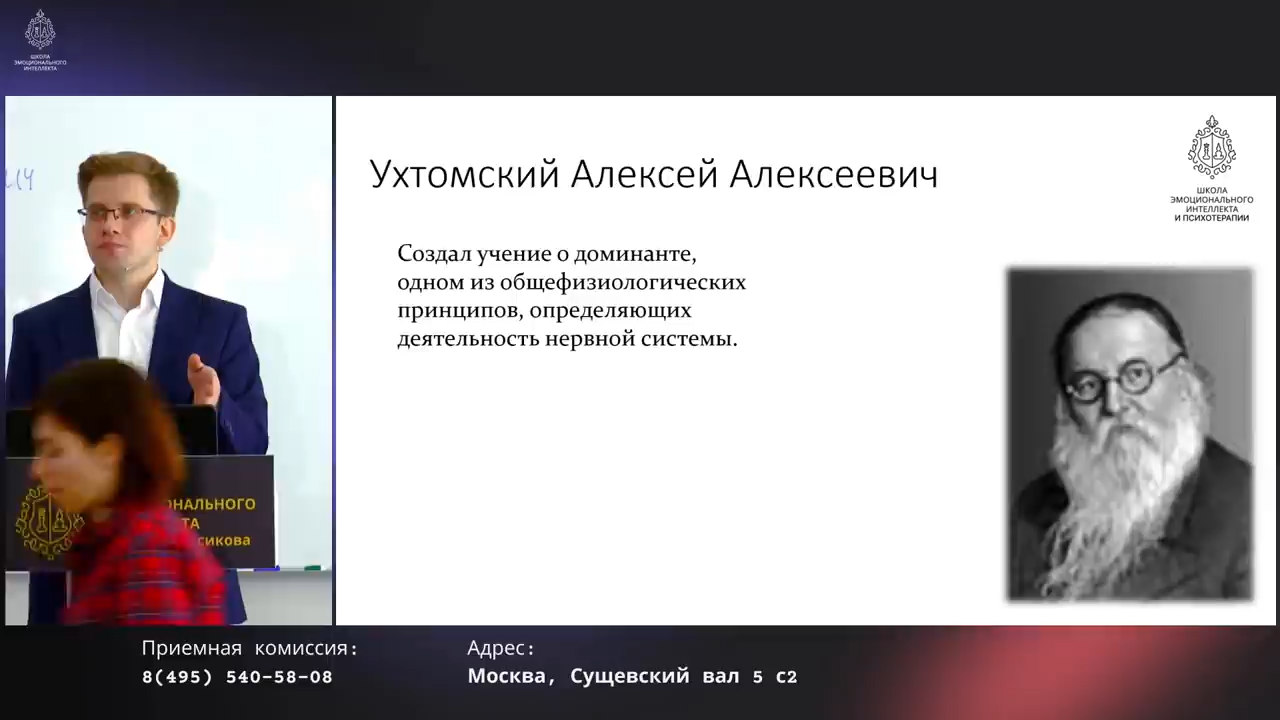 ШКОЛА
ЭМОЦИОНАЛЬНОГО
ИНТЕЛЛЕКТА
Ухтомский Алексей Алексеевич
ШКОЛА
ЭМОЦИОНАЛЬНОГО
ИНТЕЛЛЕКТА
И ПСИХОТЕРАПИИ
Создал учение о доминанте,
одном из общефизиологических
принципов, определяющих
деятельность нервной системы.
ОНАЛЬНОГО
ТА
сикова
Приемная комиссия:
8(495) 540-58-08
Адрес:
Москва, Сущевский вал 5 с2